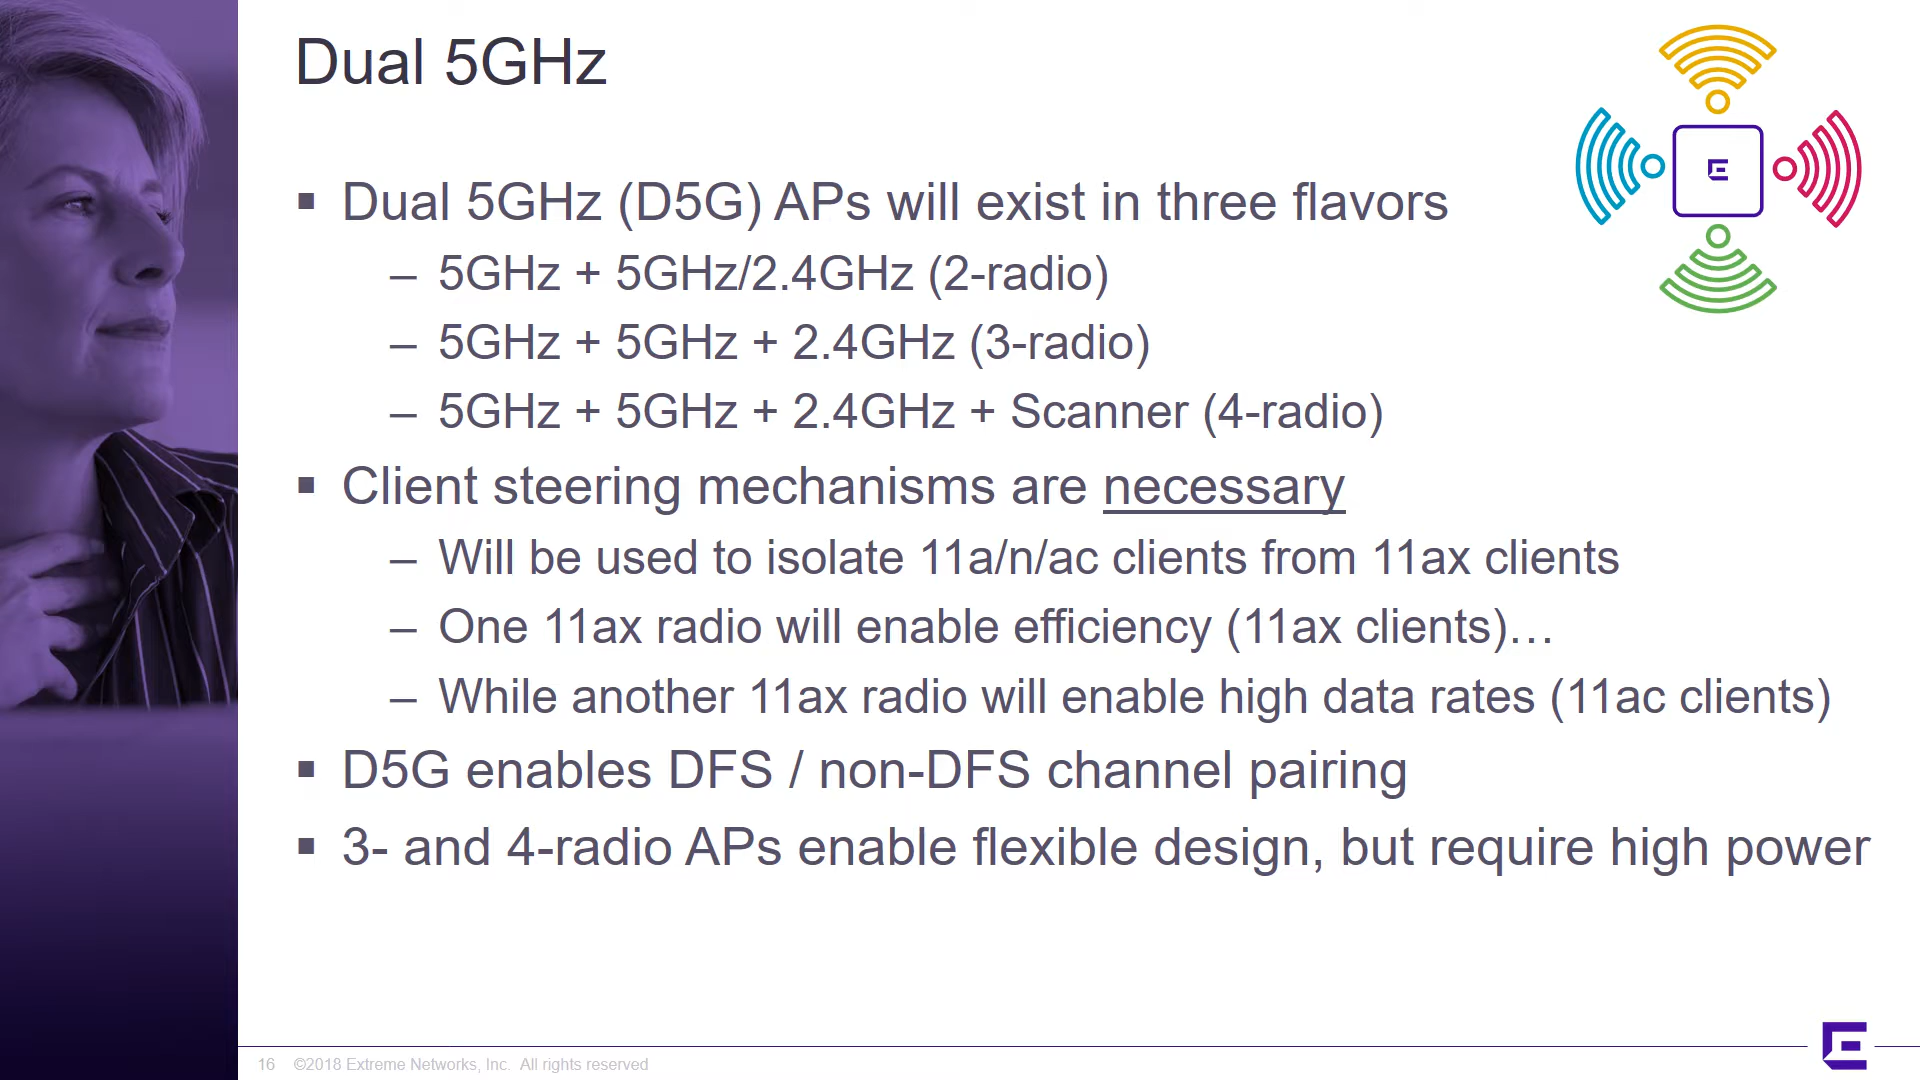 Dual 5GHz
▪ Dual 5GHz (D5G) APs will exist in three flavors
– 5GHz + 5GHz/2.4GHz (2-radio)
– 5GHz + 5GHz + 2.4GHz (3-radio)
– 5GHz + 5GHz + 2.4GHz + Scanner (4-radio)
▪ Client steering mechanisms are necessary
– Will be used to isolate 11a/n/ac clients from 11ax clients
– One 11ax radio will enable efficiency (11ax clients)…
– While another 11ax radio will enable high data rates (11ac clients)
▪ D5G enables DFS / non-DFS channel pairing
▪ 3- and 4-radio APs enable flexible design, but require high power
16 ©2018 Extreme Networks, Inc. All rights reserved